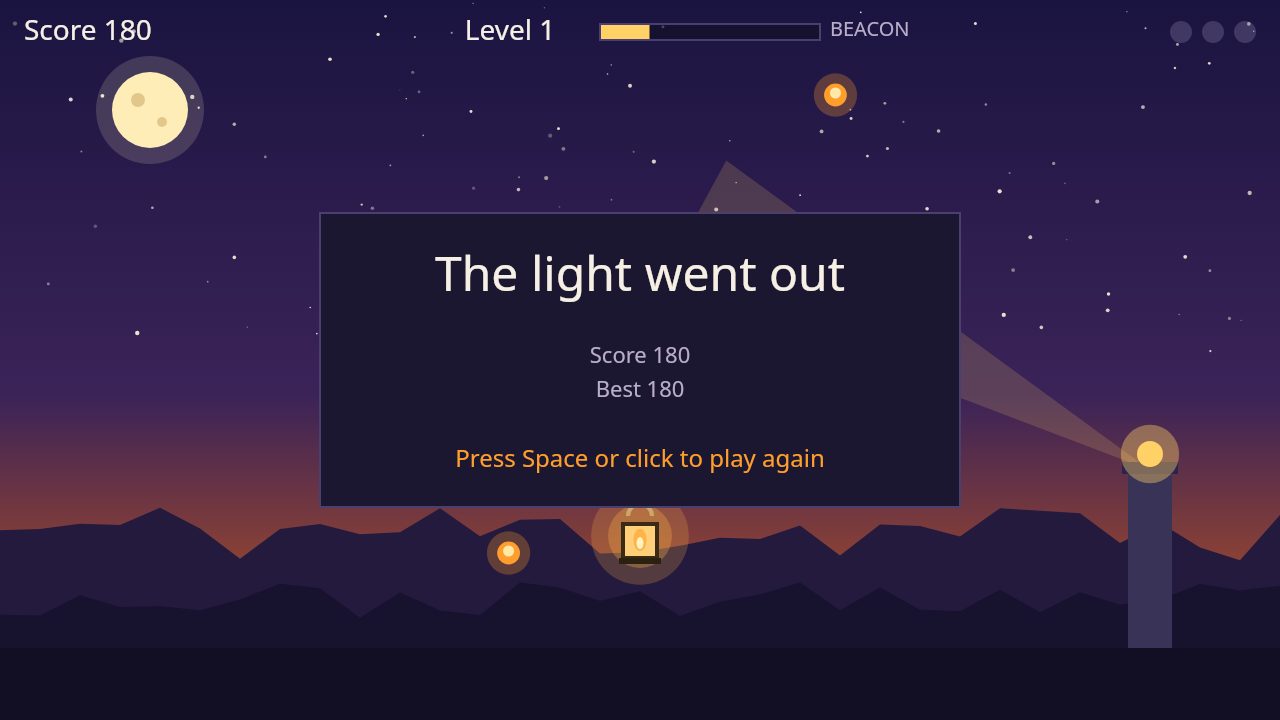 Score 180
Level 1
BEACON
The light went out
Score 180
Best 180
Press Space or click to play again